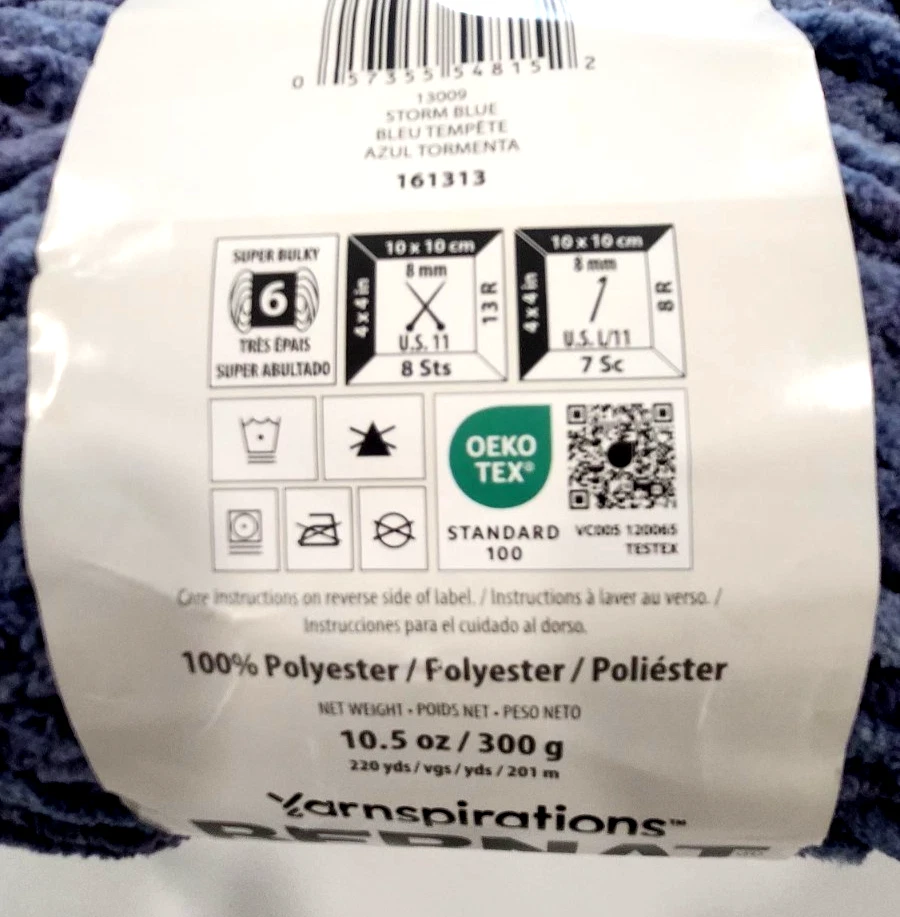 0 57355 54815 2
13009
STORM BLUE
BLEU TEMPÊTE
AZUL TORMENTA
161313
SUPER BULKY
6
TRÈS ÉPAIS
SUPER ABULTADO
10 x 10 cm
4 x 4 in
8 mm
13 R
U.S. 11
8 Sts
10 x 10 cm
4 x 4 in
8 mm
8 R
U.S. L/11
7 Sc
OEKO
TEX®
STANDARD
100
VC005 120065
TESTEX
Care instructions on reverse side of label. / Instructions à laver au verso. /
Instrucciones para el cuidado al dorso.
100% Polyester / Polyester / Poliéster
NET WEIGHT • POIDS NET • PESO NETO
10.5 oz / 300 g
220 yds / vgs / yds / 201 m
Yarnspirations™
BERNAT